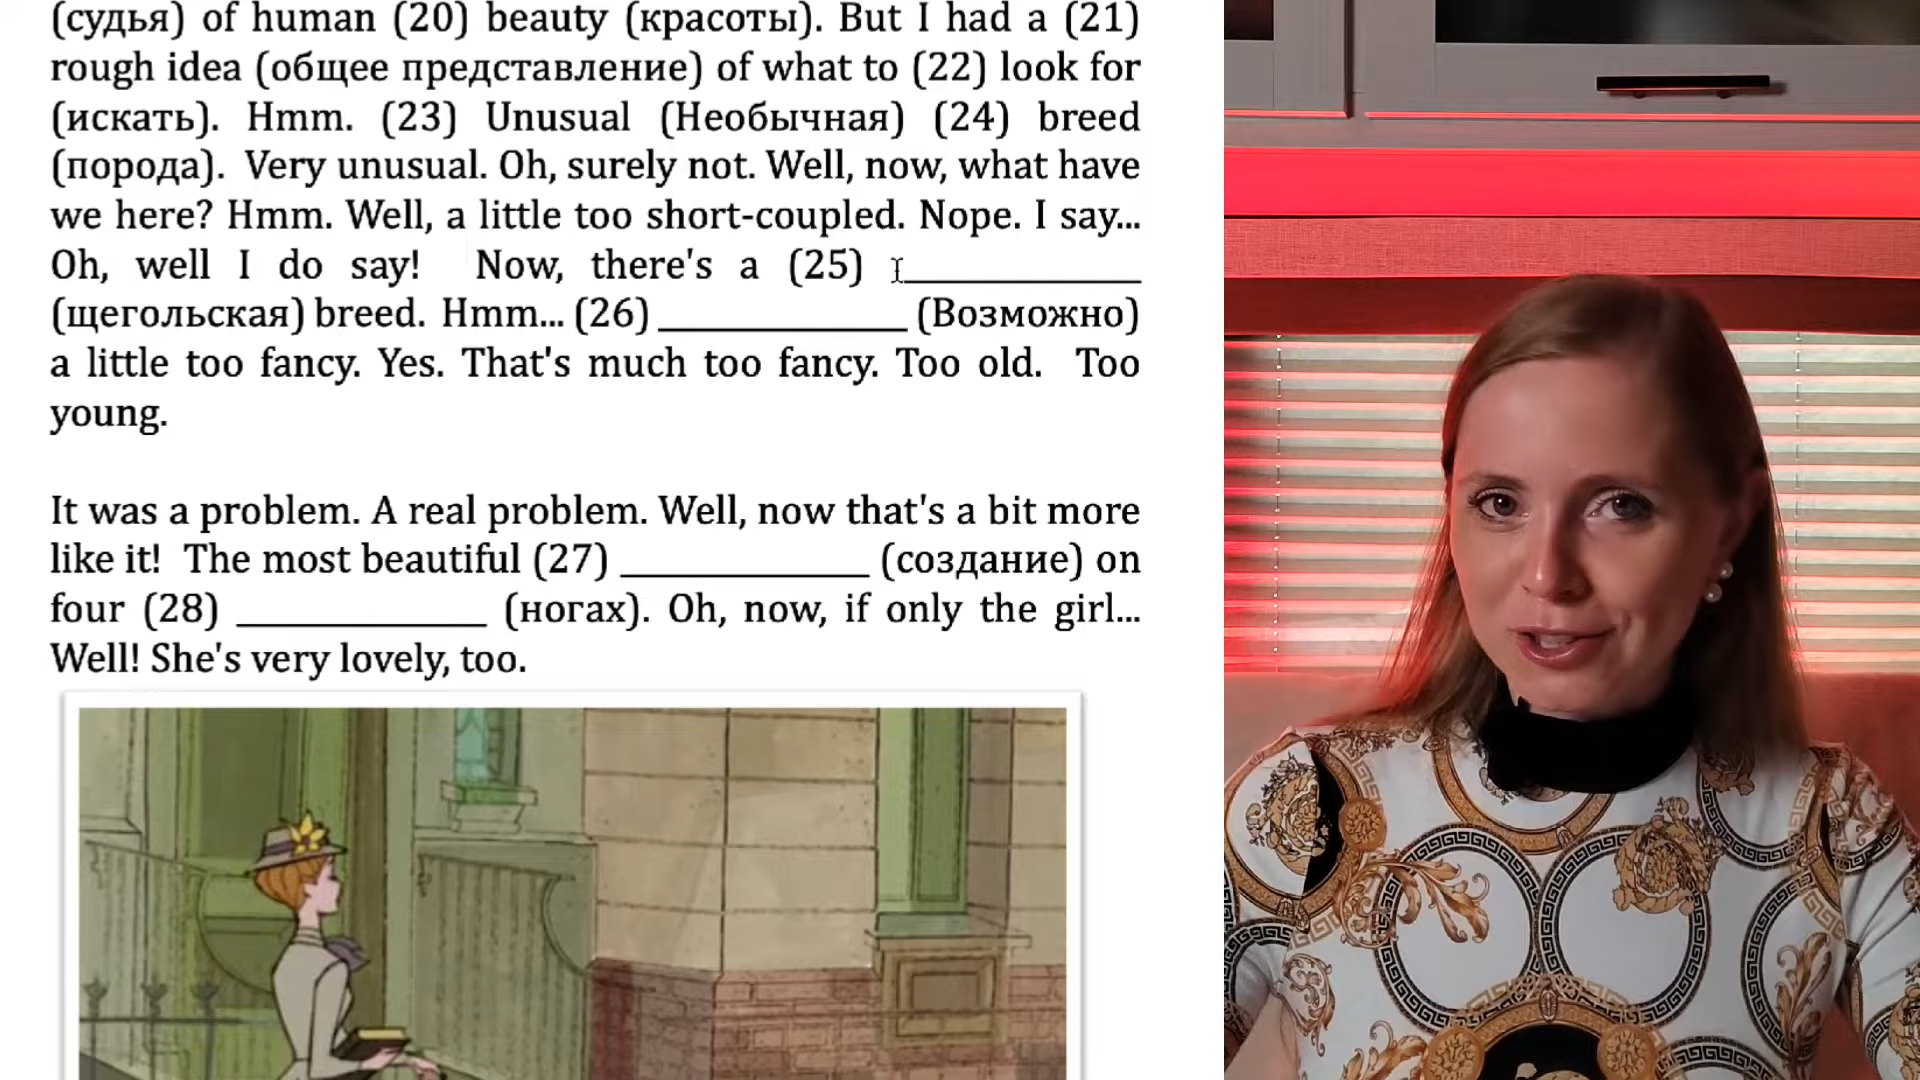 (судья) of human (20) beauty (красоты). But I had a (21)
rough idea (общее представление) of what to (22) look for
(искать). Hmm. (23) Unusual (Необычная) (24) breed
(порода). Very unusual. Oh, surely not. Well, now, what have
we here? Hmm. Well, a little too short-coupled. Nope. I say...
Oh, well I do say! Now, there's a (25) ____________
(щегольская) breed. Hmm... (26) ____________ (Возможно)
a little too fancy. Yes. That's much too fancy. Too old. Too
young.
It was a problem. A real problem. Well, now that's a bit more
like it! The most beautiful (27) ____________ (создание) on
four (28) ____________ (ногах). Oh, now, if only the girl...
Well! She's very lovely, too.